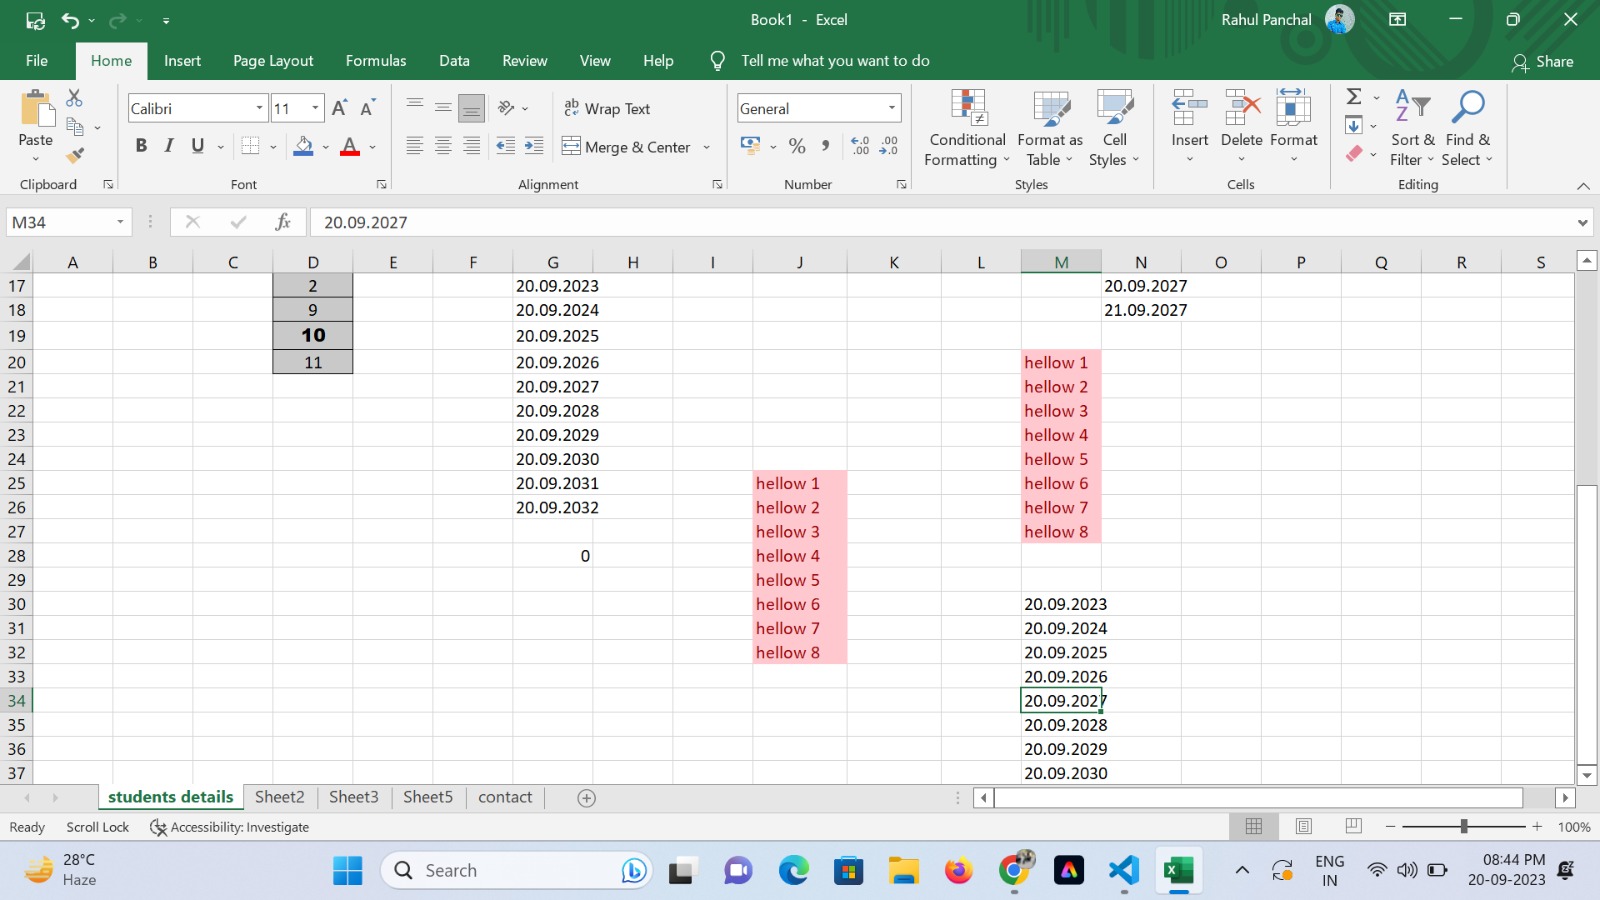 Book1 - Excel
Rahul Panchal
File Home Insert Page Layout Formulas Data Review View Help Tell me what you want to do Share
Paste
Clipboard
Calibri 11
B I U
Font
Wrap Text
Merge & Center
Alignment
General
Number
Conditional Formatting
Format as Table
Cell Styles
Styles
Insert Delete Format
Cells
Sort & Filter
Find & Select
Editing
M34 fx 20.09.2027
A B C D E F G H I J K L M N O P Q R S
17 2 20.09.2023 20.09.2027
18 9 20.09.2024 21.09.2027
19 10 20.09.2025
20 11 20.09.2026 hellow 1
21 20.09.2027 hellow 2
22 20.09.2028 hellow 3
23 20.09.2029 hellow 4
24 20.09.2030 hellow 5
25 20.09.2031 hellow 1 hellow 6
26 20.09.2032 hellow 2 hellow 7
27 hellow 3 hellow 8
28 0 hellow 4
29 hellow 5
30 hellow 6 20.09.2023
31 hellow 7 20.09.2024
32 hellow 8 20.09.2025
33 20.09.2026
34 20.09.2027
35 20.09.2028
36 20.09.2029
37 20.09.2030
students details Sheet2 Sheet3 Sheet5 contact
Ready Scroll Lock Accessibility: Investigate 100%
28°C
Haze
Search
ENG
IN
08:44 PM
20-09-2023